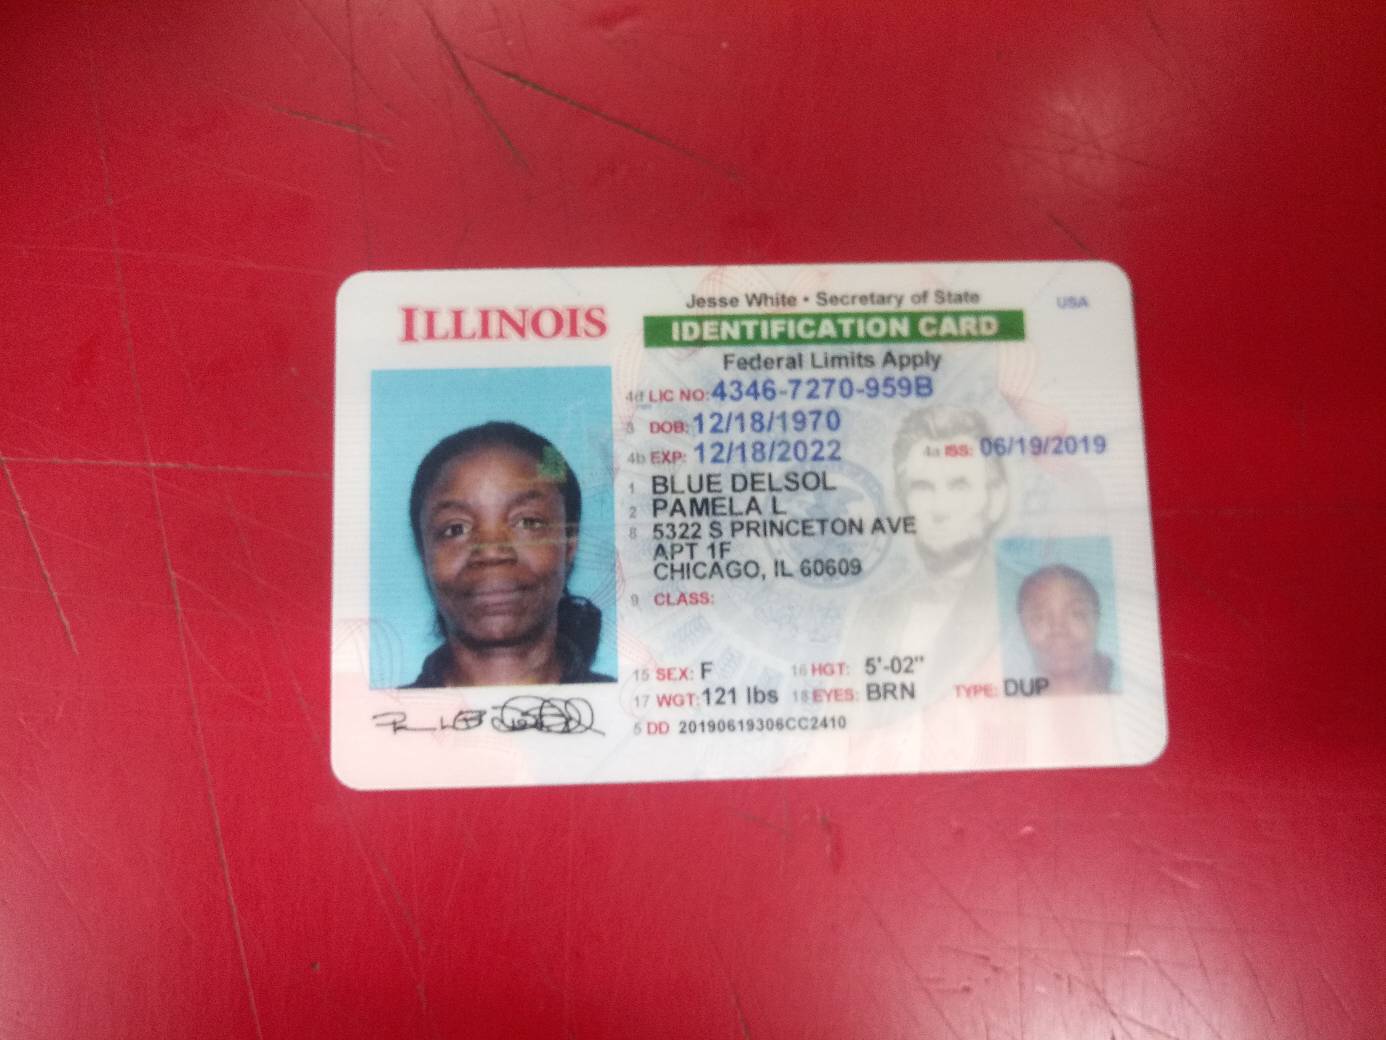 Jesse White • Secretary of State
USA
ILLINOIS
IDENTIFICATION CARD
Federal Limits Apply
4d LIC NO: 4346-7270-959B
3 DOB: 12/18/1970
4b EXP: 12/18/2022 4a ISS: 06/19/2019
1 BLUE DELSOL
2 PAMELA L
8 5322 S PRINCETON AVE
APT 1F
CHICAGO, IL 60609
9 CLASS:
15 SEX: F 16 HGT: 5'-02"
17 WGT: 121 lbs 18 EYES: BRN TYPE: DUP
5 DD 20190619306CC2410